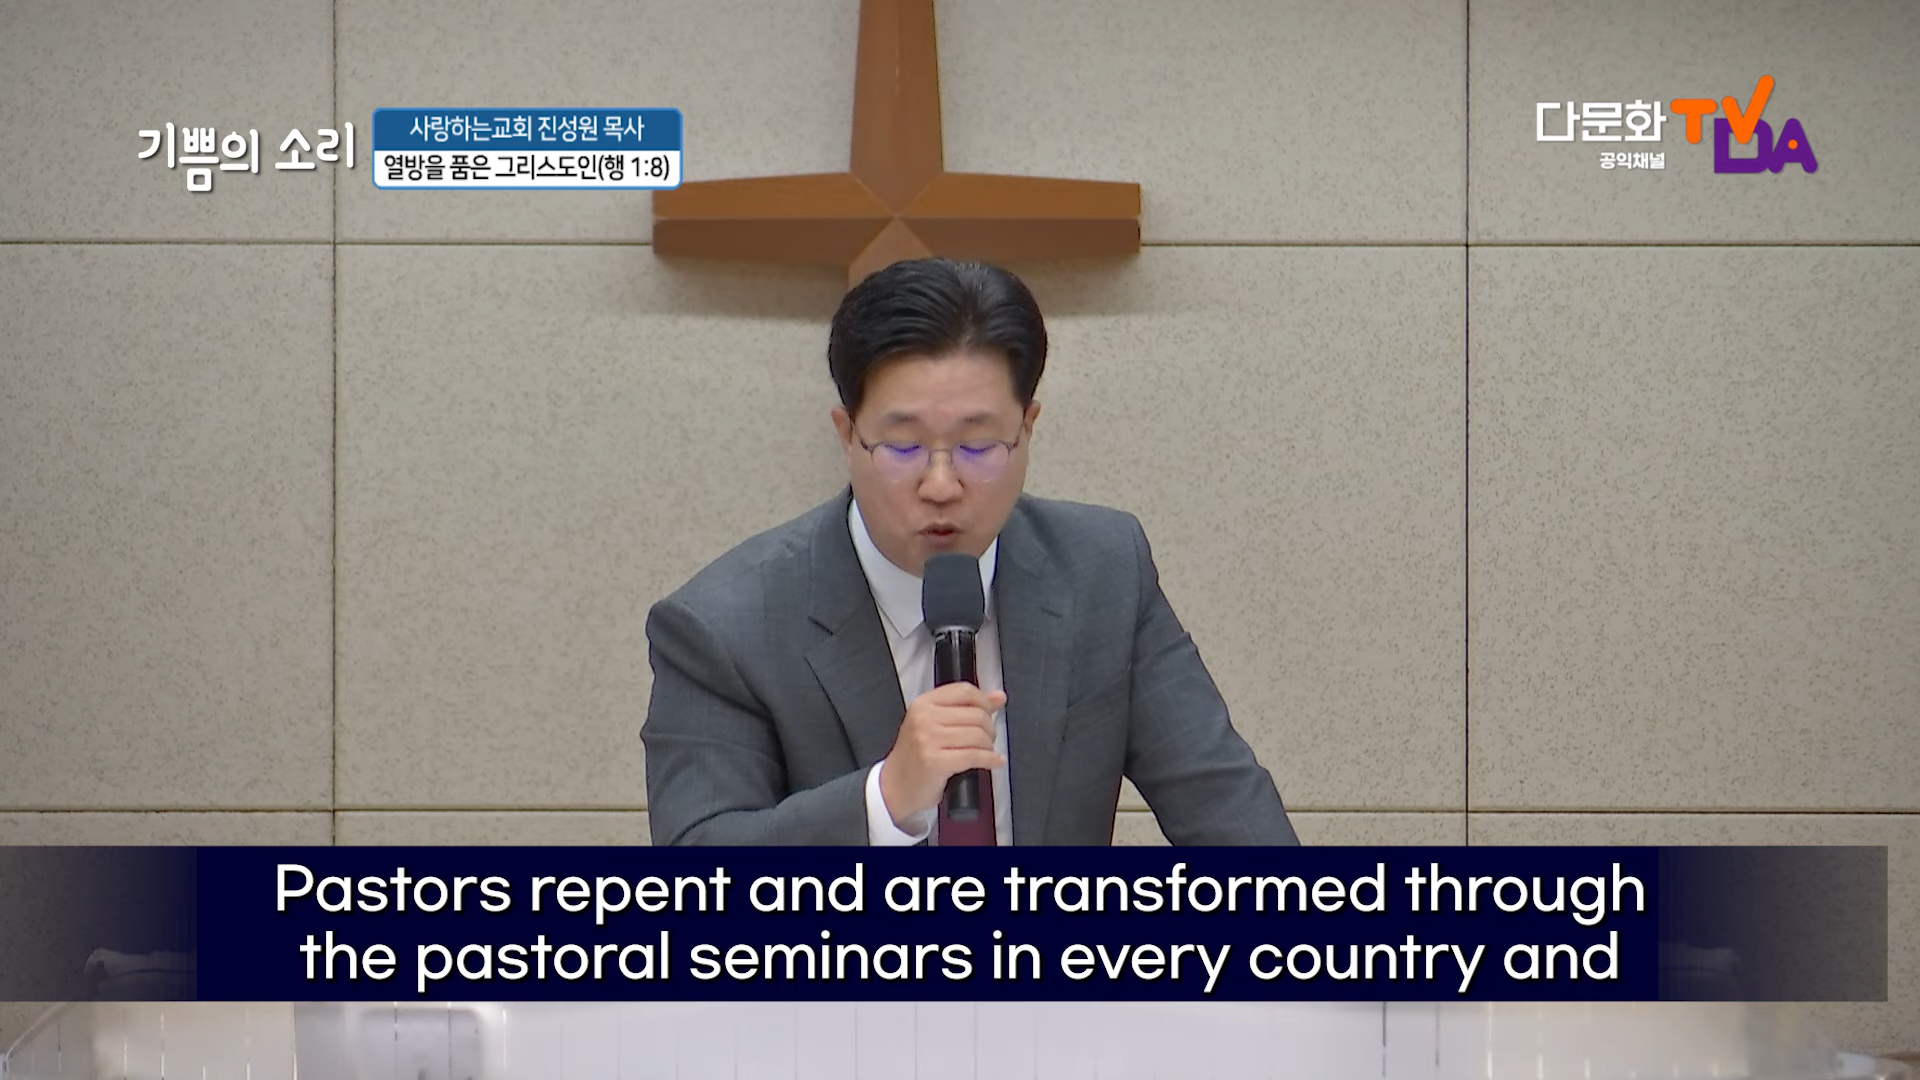 기쁨의 소리
사랑하는교회 진성원 목사
열방을 품은 그리스도인(행 1:8)
다문화 TV
공익채널 DA
Pastors repent and are transformed through
the pastoral seminars in every country and